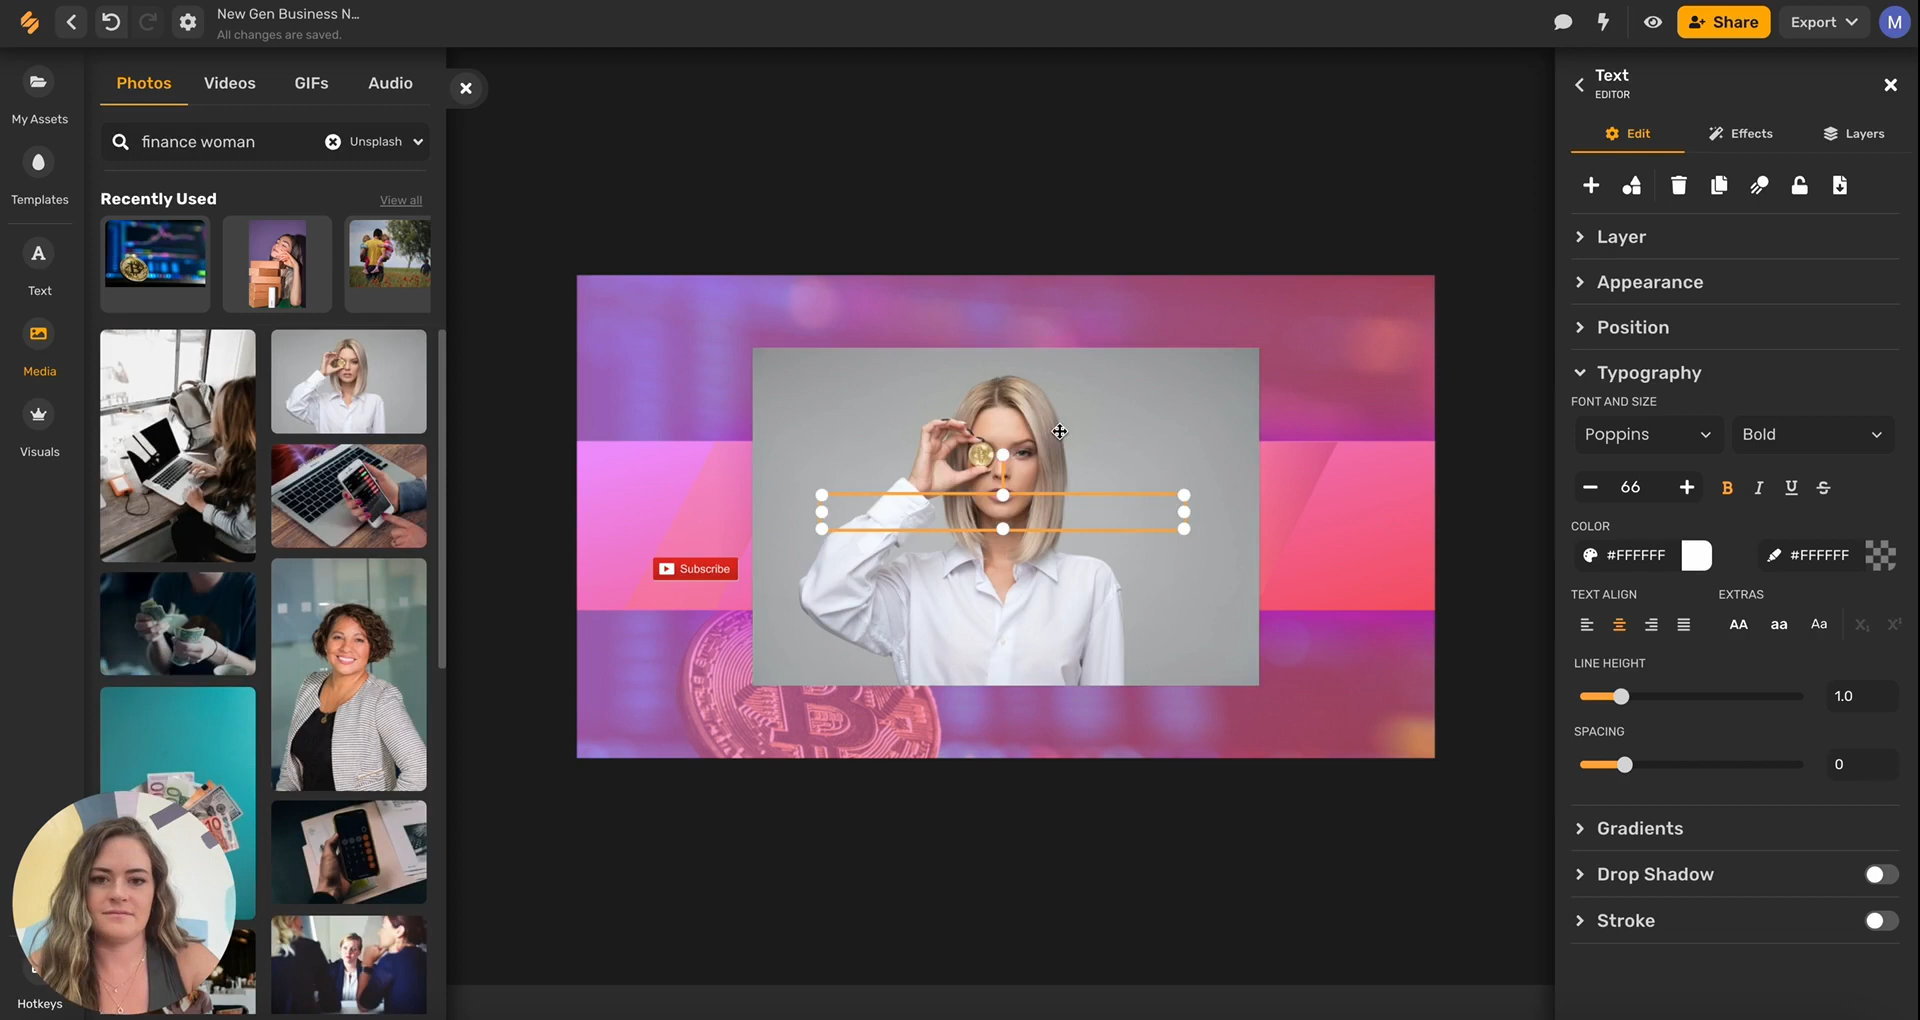 New Gen Business N...
All changes are saved.
Share
Export
M
My Assets
Templates
Text
Media
Visuals
Hotkeys
Photos
Videos
GIFs
Audio
finance woman
Unsplash
Recently Used
View all
Subscribe
Text
EDITOR
Edit
Effects
Layers
Layer
Appearance
Position
Typography
FONT AND SIZE
Poppins
Bold
66
B I U S
COLOR
#FFFFFF
#FFFFFF
TEXT ALIGN
EXTRAS
AA aa Aa X₁ X¹
LINE HEIGHT
1.0
SPACING
0
Gradients
Drop Shadow
Stroke